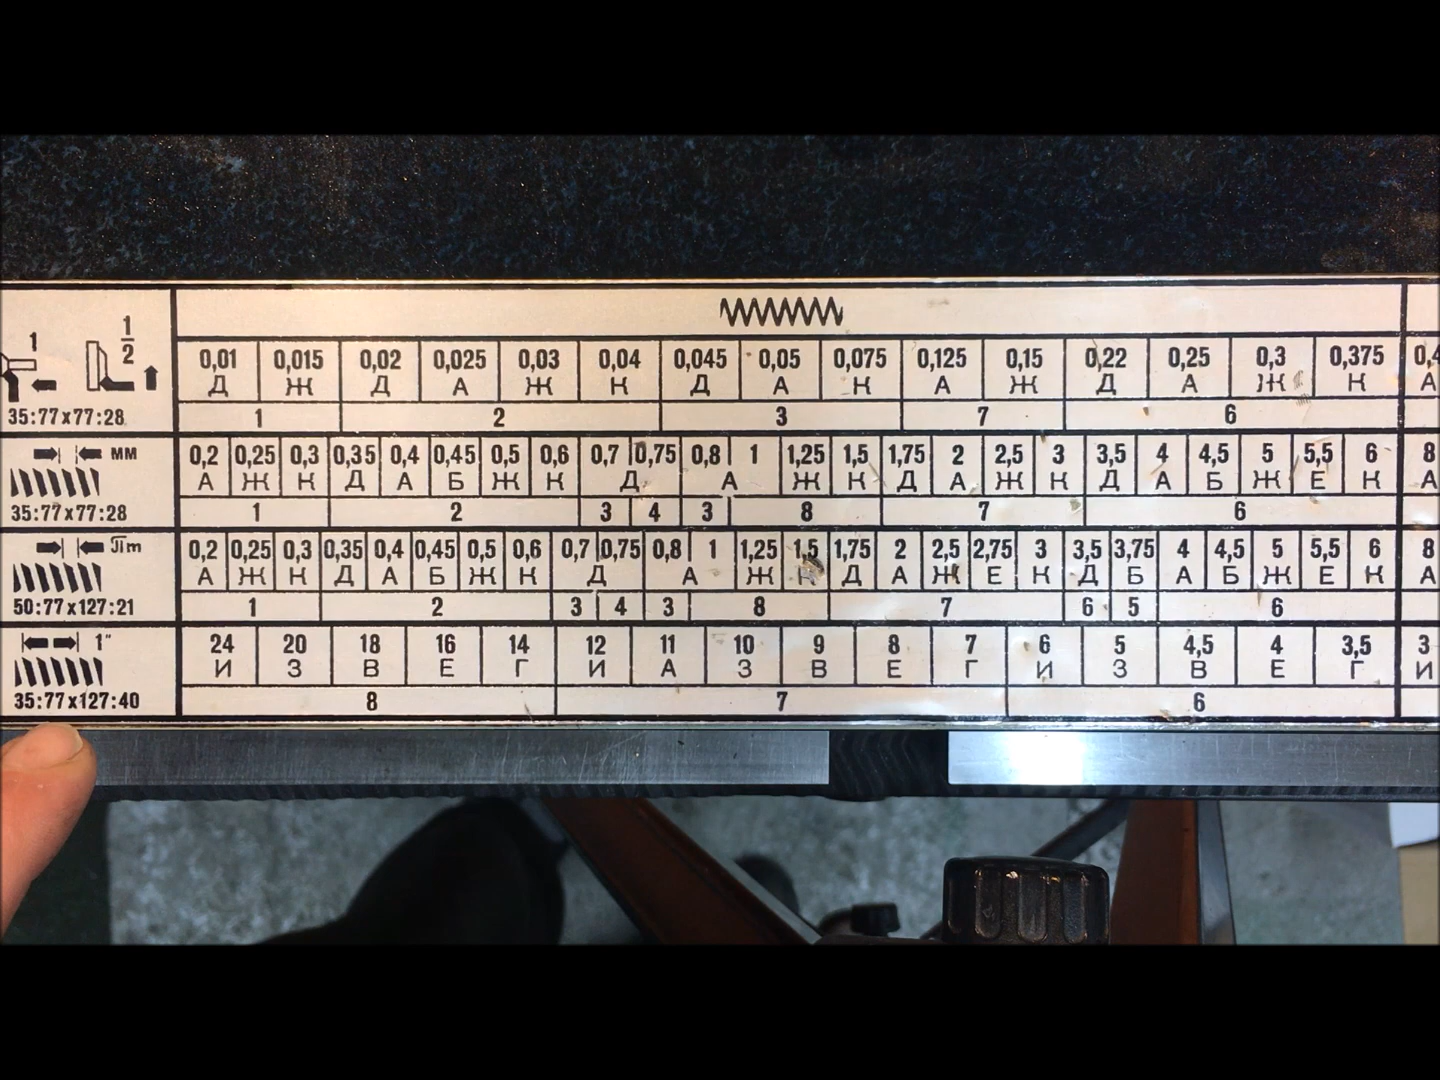 1 1/2
0,01 0,015 0,02 0,025 0,03 0,04 0,045 0,05 0,075 0,125 0,15 0,22 0,25 0,3 0,375 0,4
Д Ж Д А Ж К Д А К А Ж Д А Ж К А
35:77x77:28 1 2 3 7 6
мм 0,2 0,25 0,3 0,35 0,4 0,45 0,5 0,6 0,7 0,75 0,8 1 1,25 1,5 1,75 2 2,5 3 3,5 4 4,5 5 5,5 6 8
А Ж К Д А Б Ж К Д А Ж К Д А Ж К Д А Б Ж Е К А
35:77x77:28 1 2 3 4 3 8 7 6
πm 0,2 0,25 0,3 0,35 0,4 0,45 0,5 0,6 0,7 0,75 0,8 1 1,25 1,5 1,75 2 2,5 2,75 3 3,5 3,75 4 4,5 5 5,5 6 8
А Ж К Д А Б Ж К Д А Ж Д А Ж Е К Д Б А Б Ж Е К А
50:77x127:21 1 2 3 4 3 8 7 6 5 6
1" 24 20 18 16 14 12 11 10 9 8 7 6 5 4,5 4 3,5 3
И З В Е Г И А З В Е Г И З В Е Г И
35:77x127:40 8 7 6